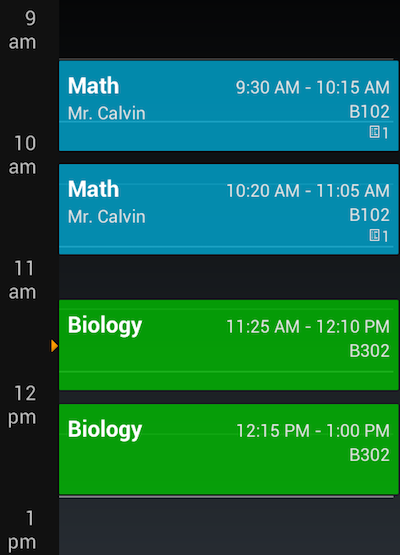 9
am
Math 9:30 AM - 10:15 AM
Mr. Calvin B102
1
10
am
Math 10:20 AM - 11:05 AM
Mr. Calvin B102
1
11
am
Biology 11:25 AM - 12:10 PM
B302
12
pm
Biology 12:15 PM - 1:00 PM
B302
1
pm